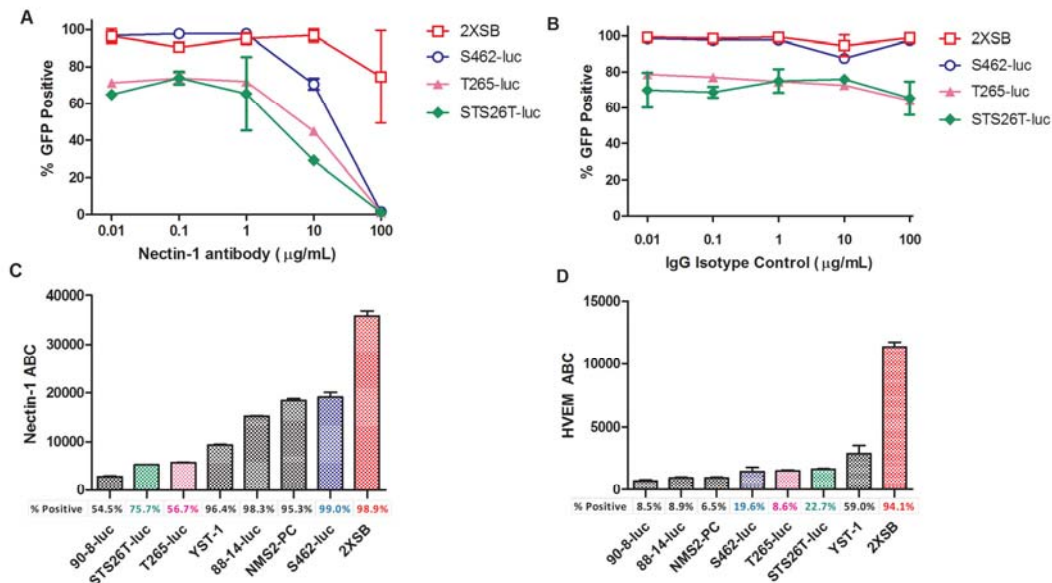 A
100
80
60
40
20
0
% GFP Positive
0.01 0.1 1 10 100
Nectin-1 antibody ( μg/mL)
2XSB
S462-luc
T265-luc
STS26T-luc
B
100
80
60
40
20
0
% GFP Positive
0.01 0.1 1 10 100
IgG Isotype Control ( μg/mL)
2XSB
S462-luc
T265-luc
STS26T-luc
C
40000
30000
20000
10000
0
Nectin-1 ABC
% Positive 54.5% 75.7% 56.7% 96.4% 98.3% 95.3% 99.0% 98.9%
90-8-luc STS26T-luc T265-luc YST-1 88-14-luc NMS2-PC S462-luc 2XSB
D
15000
10000
5000
0
HVEM ABC
% Positive 8.5% 8.9% 6.5% 19.6% 8.6% 22.7% 59.0% 94.1%
90-8-luc 88-14-luc NMS2-PC S462-luc T265-luc STS26T-luc YST-1 2XSB